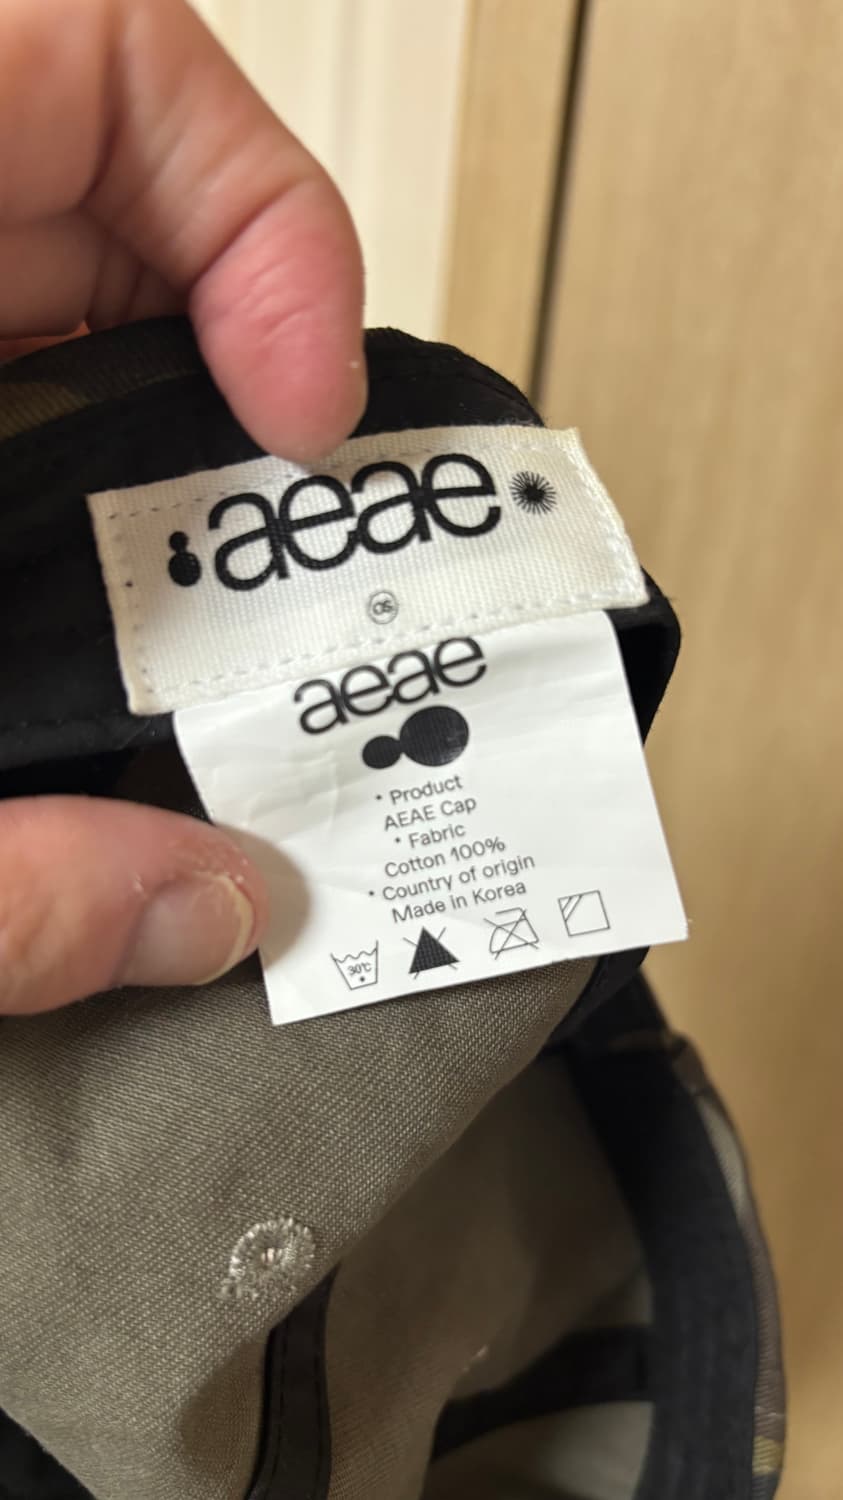 aeae
os
aeae
• Product
AEAE Cap
• Fabric
Cotton 100%
• Country of origin
Made in Korea
30℃